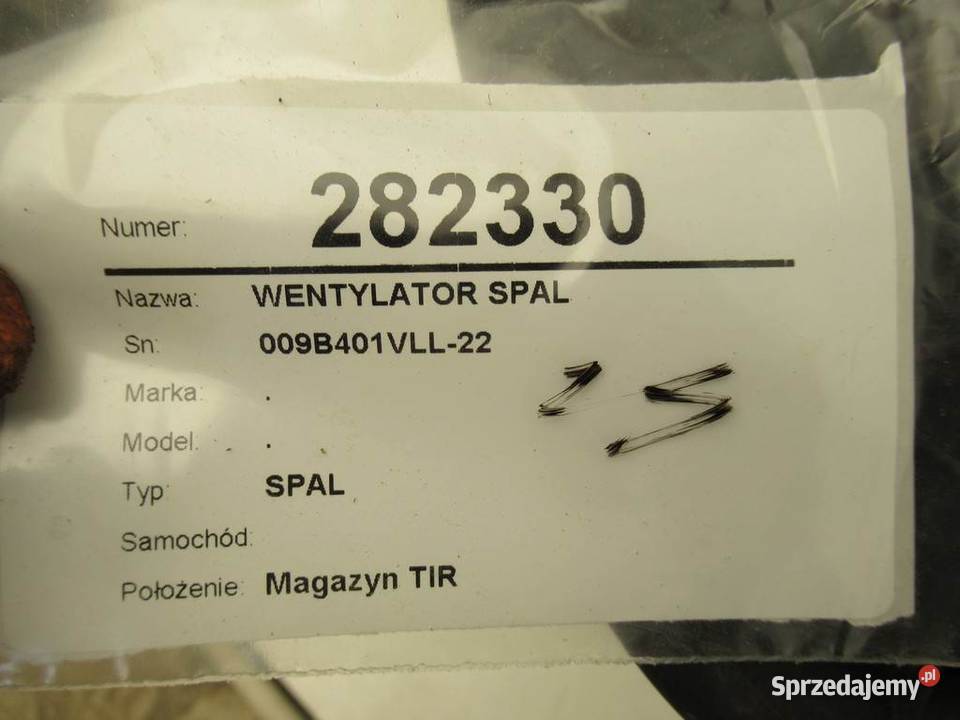 Numer: 282330
Nazwa: WENTYLATOR SPAL
Sn: 009B401VLL-22
Marka: .
Model. .
Typ: SPAL
Samochód:
Położenie: Magazyn TIR
Sprzedajemy.pl